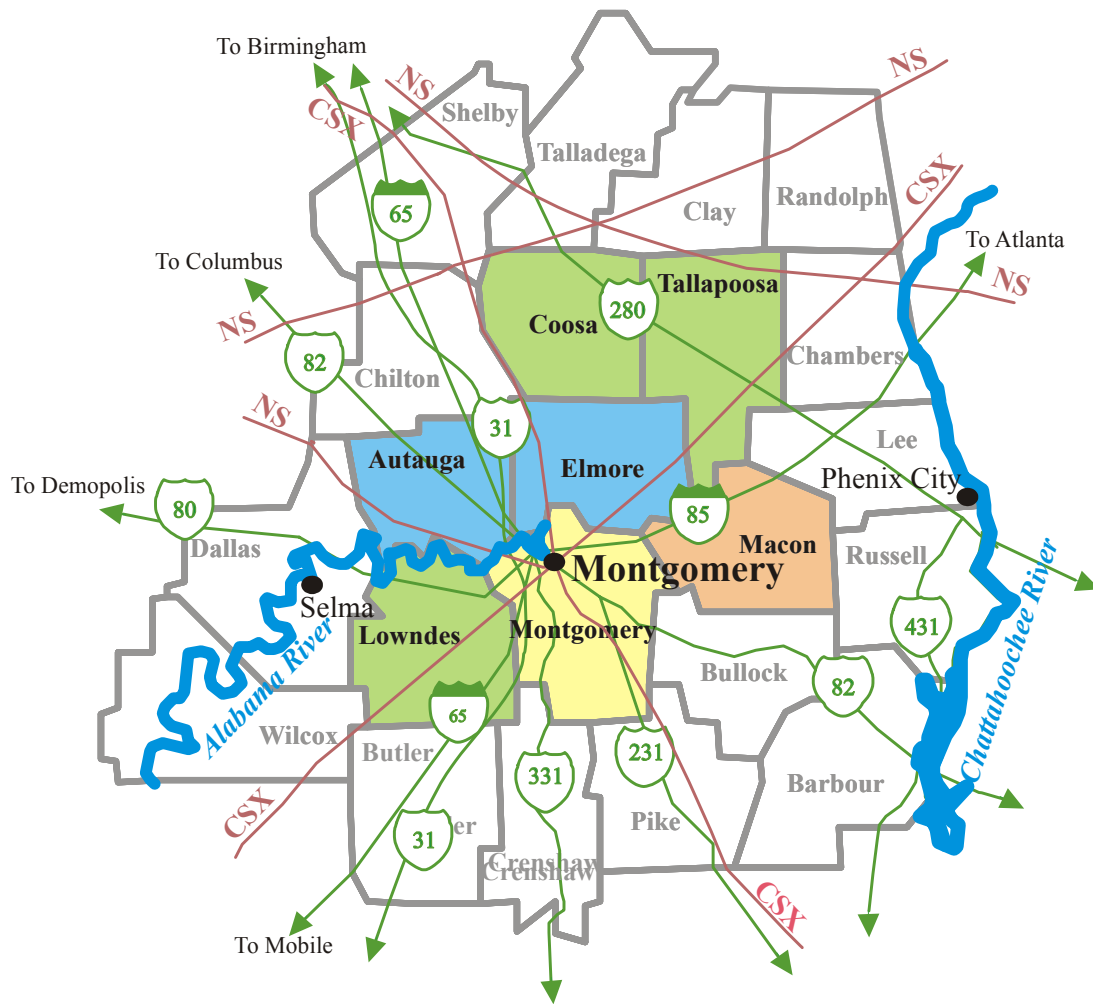 To Birmingham
NS
NS
CSX
Shelby
Talladega
CSX
Clay
Randolph
65
To Atlanta
To Columbus
Tallapoosa
NS
280
Coosa
NS
82
Chambers
Chilton
NS
31
Lee
Autauga
Elmore
To Demopolis
Phenix City
80
85
Dallas
Macon
Russell
Montgomery
Selma
431
Lowndes
Montgomery
Bullock
82
Alabama River
Chattahoochee River
65
Wilcox
Butler
231
331
Barbour
CSX
Pike
31
er
Crenshaw
Crenshaw
CSX
To Mobile